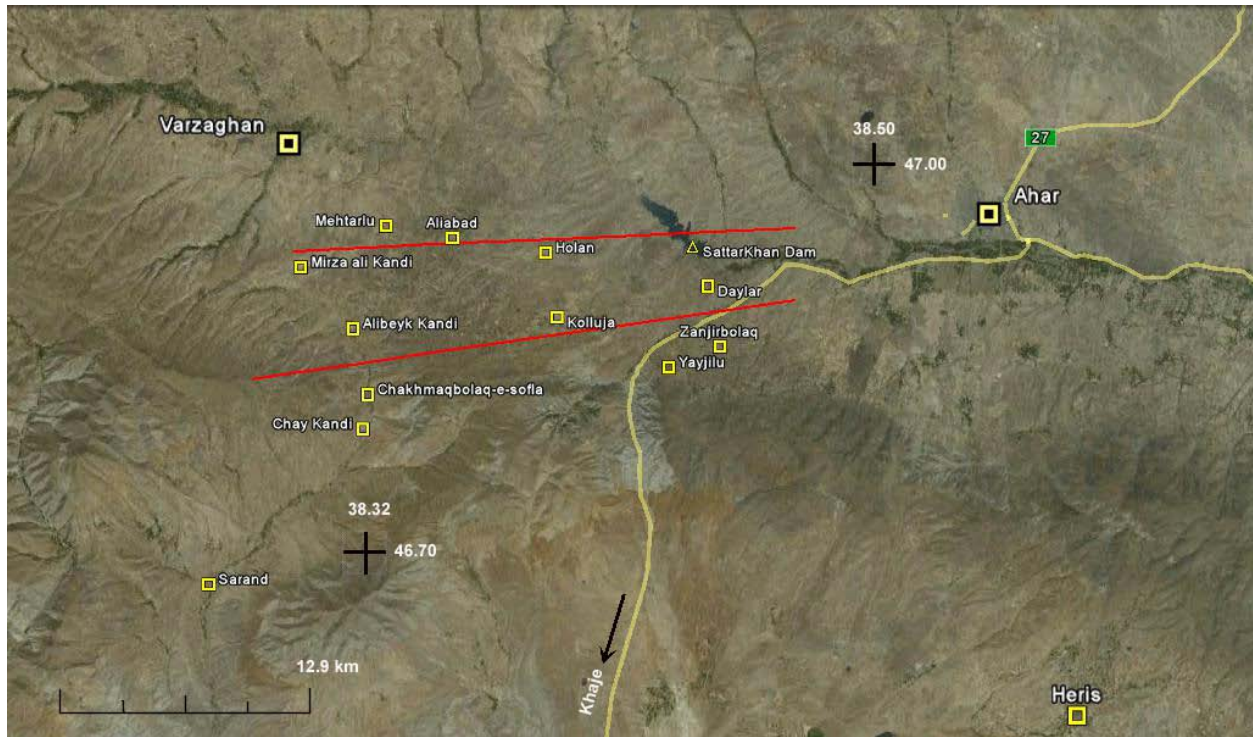 Varzaghan
38.50
47.00
27
Ahar
Mehtarlu
Aliabad
Holan
SattarKhan Dam
Mirza ali Kandi
Daylar
Alibeyk Kandi
Kolluja
Zanjirbolaq
Yayjilu
Chakhmaqbolaq-e-sofla
Chay Kandi
38.32
46.70
Sarand
12.9 km
Khaje
Heris